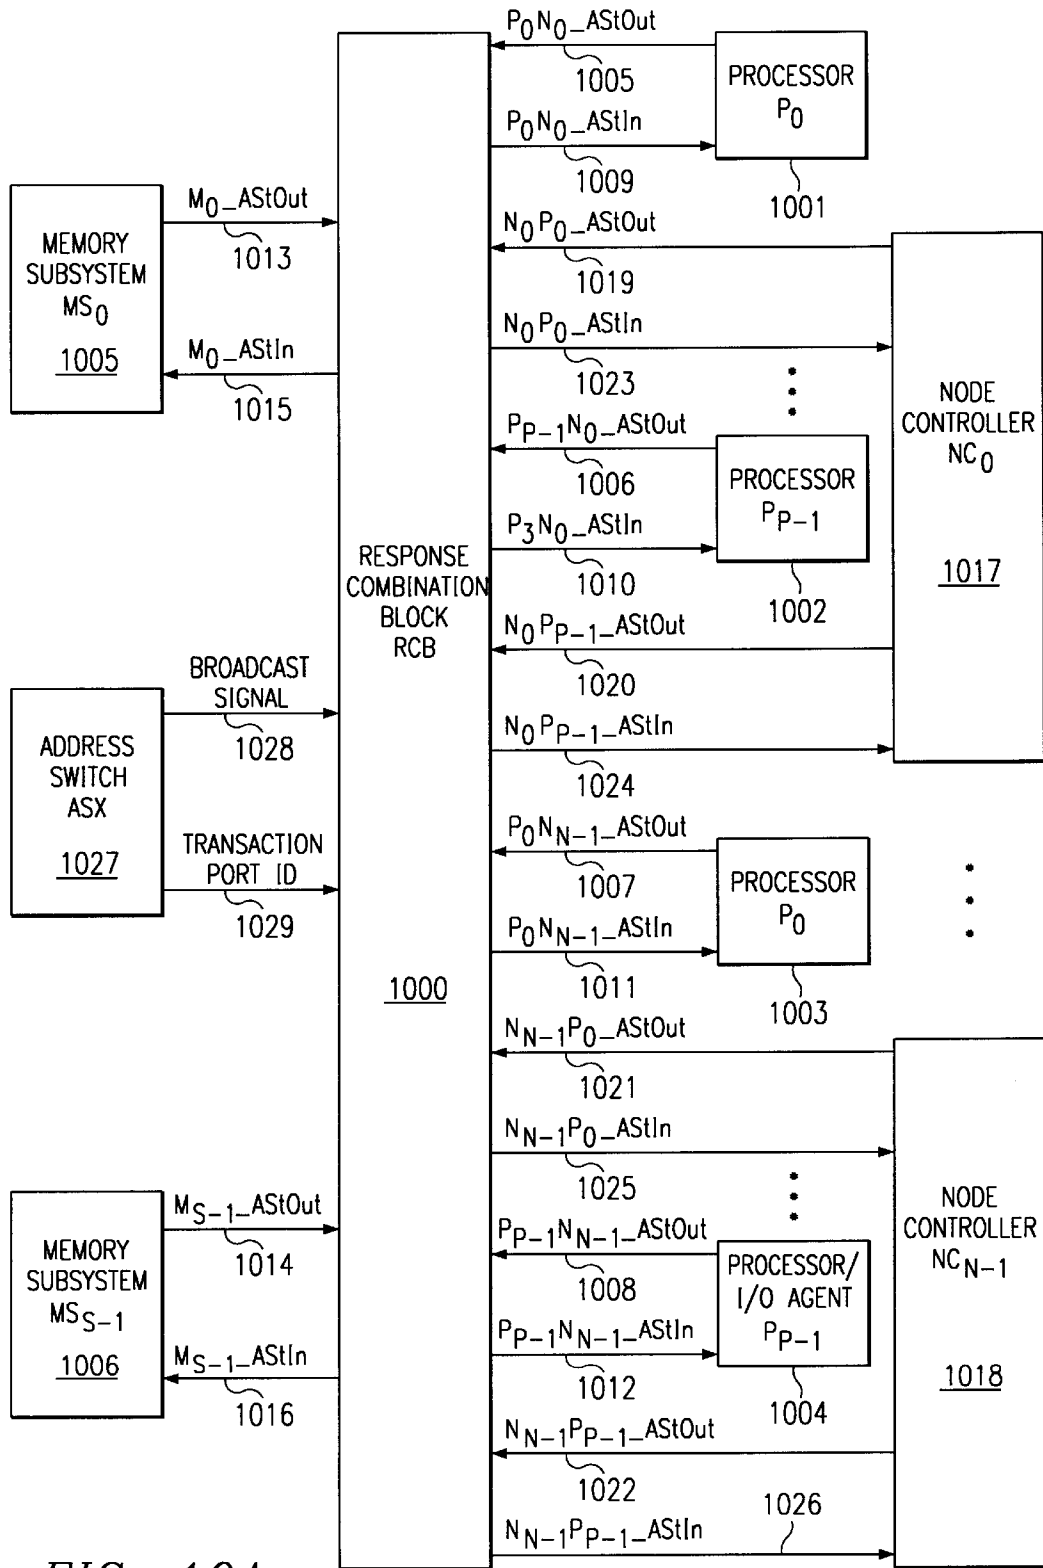 P0N0_AStOut
1005
PROCESSOR
P0
1001
P0N0_AStIn
1009
M0_AStOut
1013
MEMORY
SUBSYSTEM
MS0
1005
M0_AStIn
1015
N0P0_AStOut
1019
N0P0_AStIn
1023
NODE
CONTROLLER
NC0
1017
PP-1N0_AStOut
1006
PROCESSOR
PP-1
1002
P3N0_AStIn
1010
RESPONSE
COMBINATION
BLOCK
RCB
1000
N0PP-1_AStOut
1020
BROADCAST
SIGNAL
1028
ADDRESS
SWITCH
ASX
1027
TRANSACTION
PORT ID
1029
N0PP-1_AStIn
1024
P0NN-1_AStOut
1007
PROCESSOR
P0
1003
P0NN-1_AStIn
1011
NN-1P0_AStOut
1021
NN-1P0_AStIn
1025
NODE
CONTROLLER
NCN-1
1018
MS-1_AStOut
1014
MEMORY
SUBSYSTEM
MSS-1
1006
MS-1_AStIn
1016
PP-1NN-1_AStOut
1008
PROCESSOR/
I/O AGENT
PP-1
1004
PP-1NN-1_AStIn
1012
NN-1PP-1_AStOut
1022
NN-1PP-1_AStIn
1026